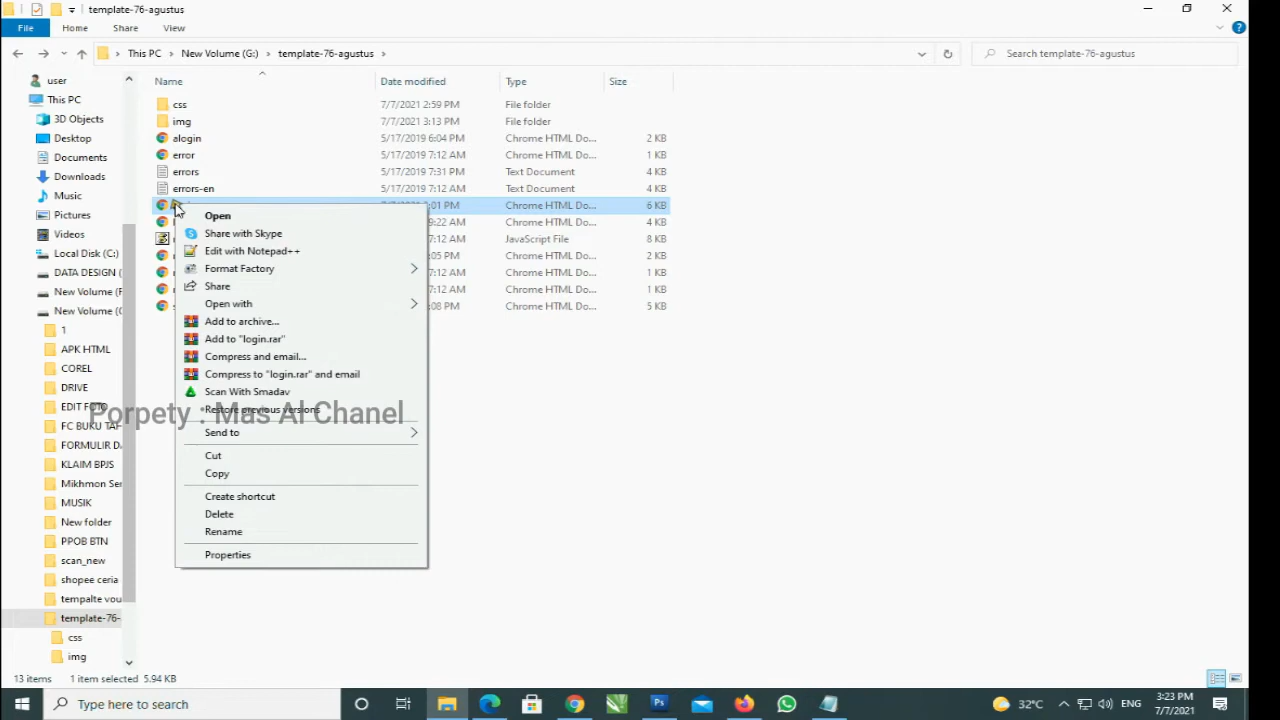 template-76-agustus
File
Home
Share
View
This PC
New Volume (G:)
template-76-agustus
Search template-76-agustus
Name
Date modified
Type
Size
user
This PC
3D Objects
Desktop
Documents
Downloads
Music
Pictures
Videos
Local Disk (C:)
DATA DESIGN (
New Volume (F
New Volume (
1
APK HTML
COREL
DRIVE
EDIT FOTO
FC BUKU TAH
FORMULIR DA
KLAIM BPJS
Mikhmon Ser
MUSIK
New folder
PPOB BTN
scan_new
shopee ceria
tempalte vou
template-76-
css
img
css 7/7/2021 2:59 PM File folder
img 7/7/2021 3:13 PM File folder
alogin 5/17/2019 6:04 PM Chrome HTML Do... 2 KB
error 5/17/2019 7:12 AM Chrome HTML Do... 1 KB
errors 5/17/2019 7:31 PM Text Document 4 KB
errors-en 5/17/2019 7:12 AM Text Document 4 KB
:01 PM Chrome HTML Do... 6 KB
9:22 AM Chrome HTML Do... 4 KB
7:12 AM JavaScript File 8 KB
:05 PM Chrome HTML Do... 2 KB
7:12 AM Chrome HTML Do... 1 KB
7:12 AM Chrome HTML Do... 1 KB
:08 PM Chrome HTML Do... 5 KB
Open
Share with Skype
Edit with Notepad++
Format Factory
Share
Open with
Add to archive...
Add to "login.rar"
Compress and email...
Compress to "login.rar" and email
Scan With Smadav
Restore previous versions
Send to
Cut
Copy
Create shortcut
Delete
Rename
Properties
Porpety : Mas Al Chanel
13 items 1 item selected 5.94 KB
Type here to search
32°C
ENG
3:23 PM
7/7/2021